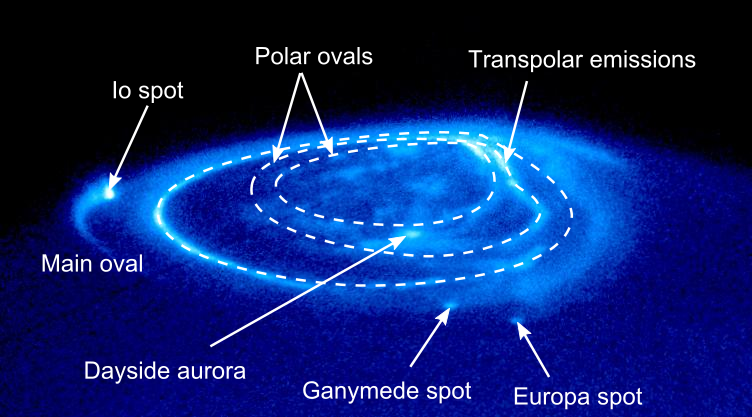 Polar ovals
Transpolar emissions
Io spot
Main oval
Dayside aurora
Ganymede spot
Europa spot